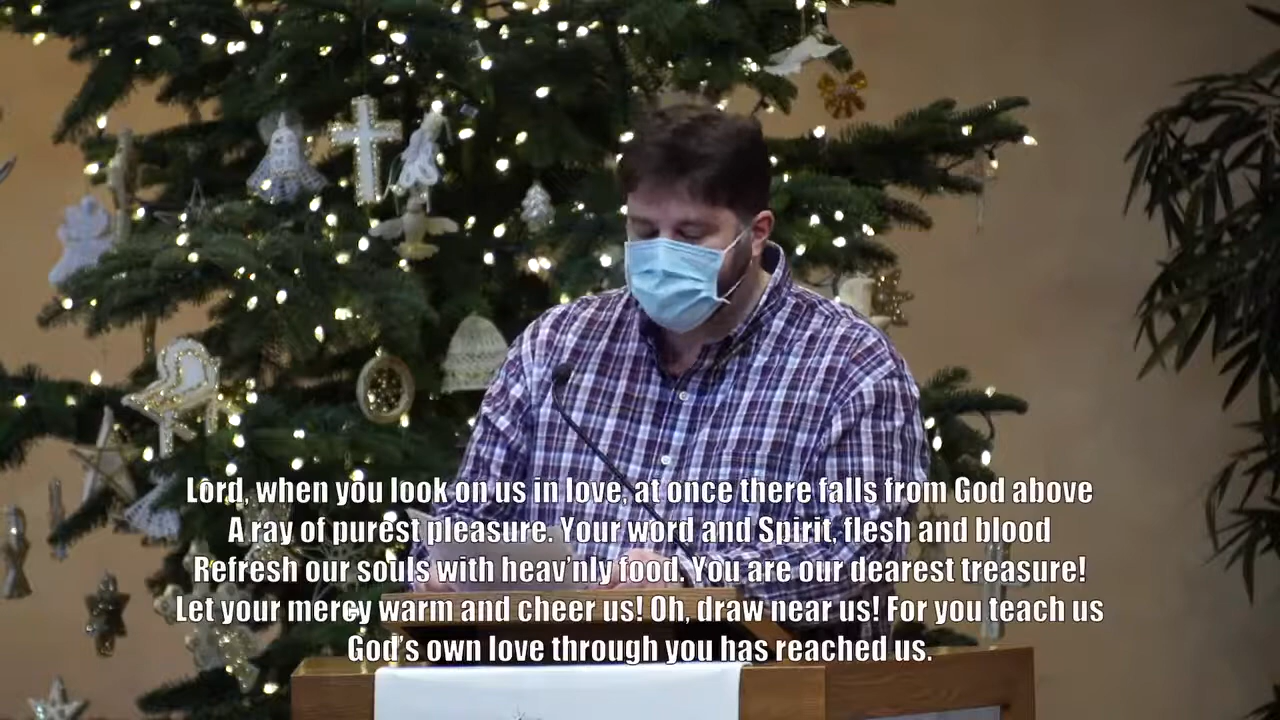 Lord, when you look on us in love, at once there falls from God above
A ray of purest pleasure. Your word and Spirit, flesh and blood
Refresh our souls with heav'nly food. You are our dearest treasure!
Let your mercy warm and cheer us! Oh, draw near us! For you teach us
God's own love through you has reached us.